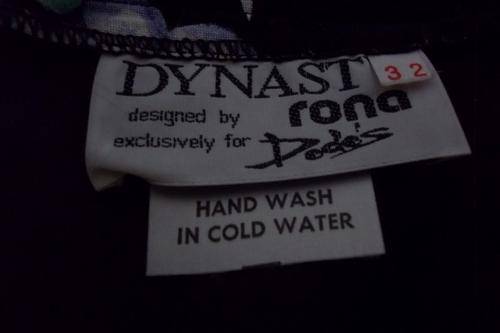 DYNAST 32
designed by rona
exclusively for Dodo's
HAND WASH
IN COLD WATER